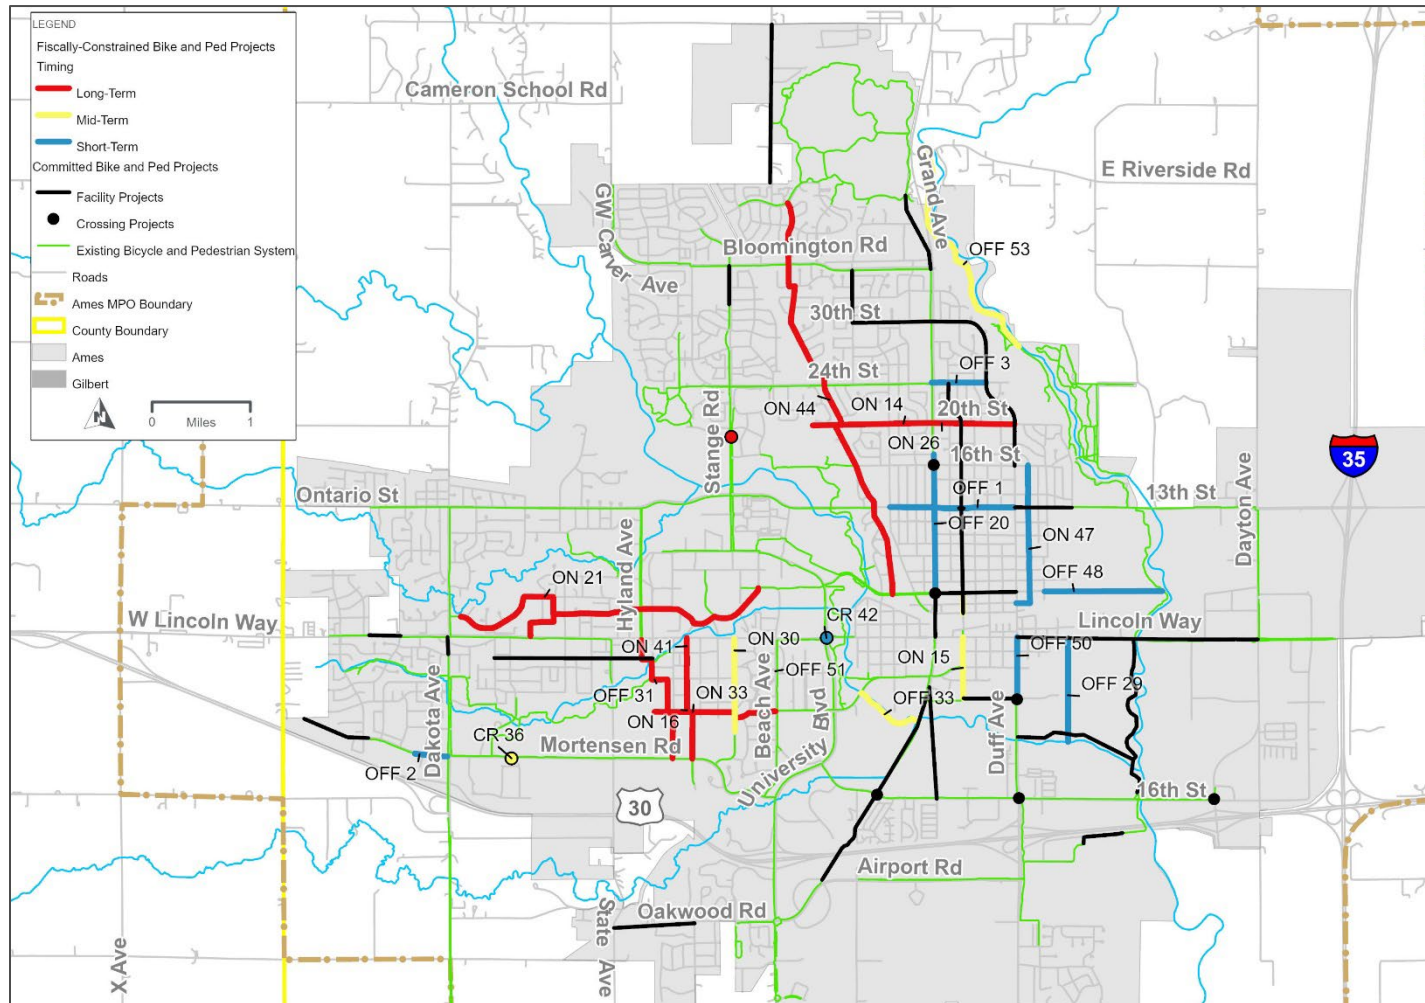 LEGEND
Fiscally-Constrained Bike and Ped Projects
Timing
Long-Term
Mid-Term
Short-Term
Committed Bike and Ped Projects
Facility Projects
Crossing Projects
Existing Bicycle and Pedestrian System
Roads
Ames MPO Boundary
County Boundary
Ames
Gilbert
N
0 Miles 1
Cameron School Rd
Grand Ave
E Riverside Rd
GW Carver Ave
Bloomington Rd
OFF 53
30th St
24th St
OFF 3
ON 44
ON 14
20th St
ON 26
16th St
Stange Rd
35
Ontario St
OFF 1
13th St
OFF 20
ON 47
Dayton Ave
Hyland Ave
ON 21
OFF 48
CR 42
W Lincoln Way
Lincoln Way
ON 41
ON 30
ON 15
OFF 50
OFF 51
OFF 31
ON 33
OFF 33
OFF 29
ON 16
Beach Ave
Dakota Ave
CR 36
Mortensen Rd
University Blvd
Duff Ave
OFF 2
16th St
30
Airport Rd
Oakwood Rd
State Ave
X Ave